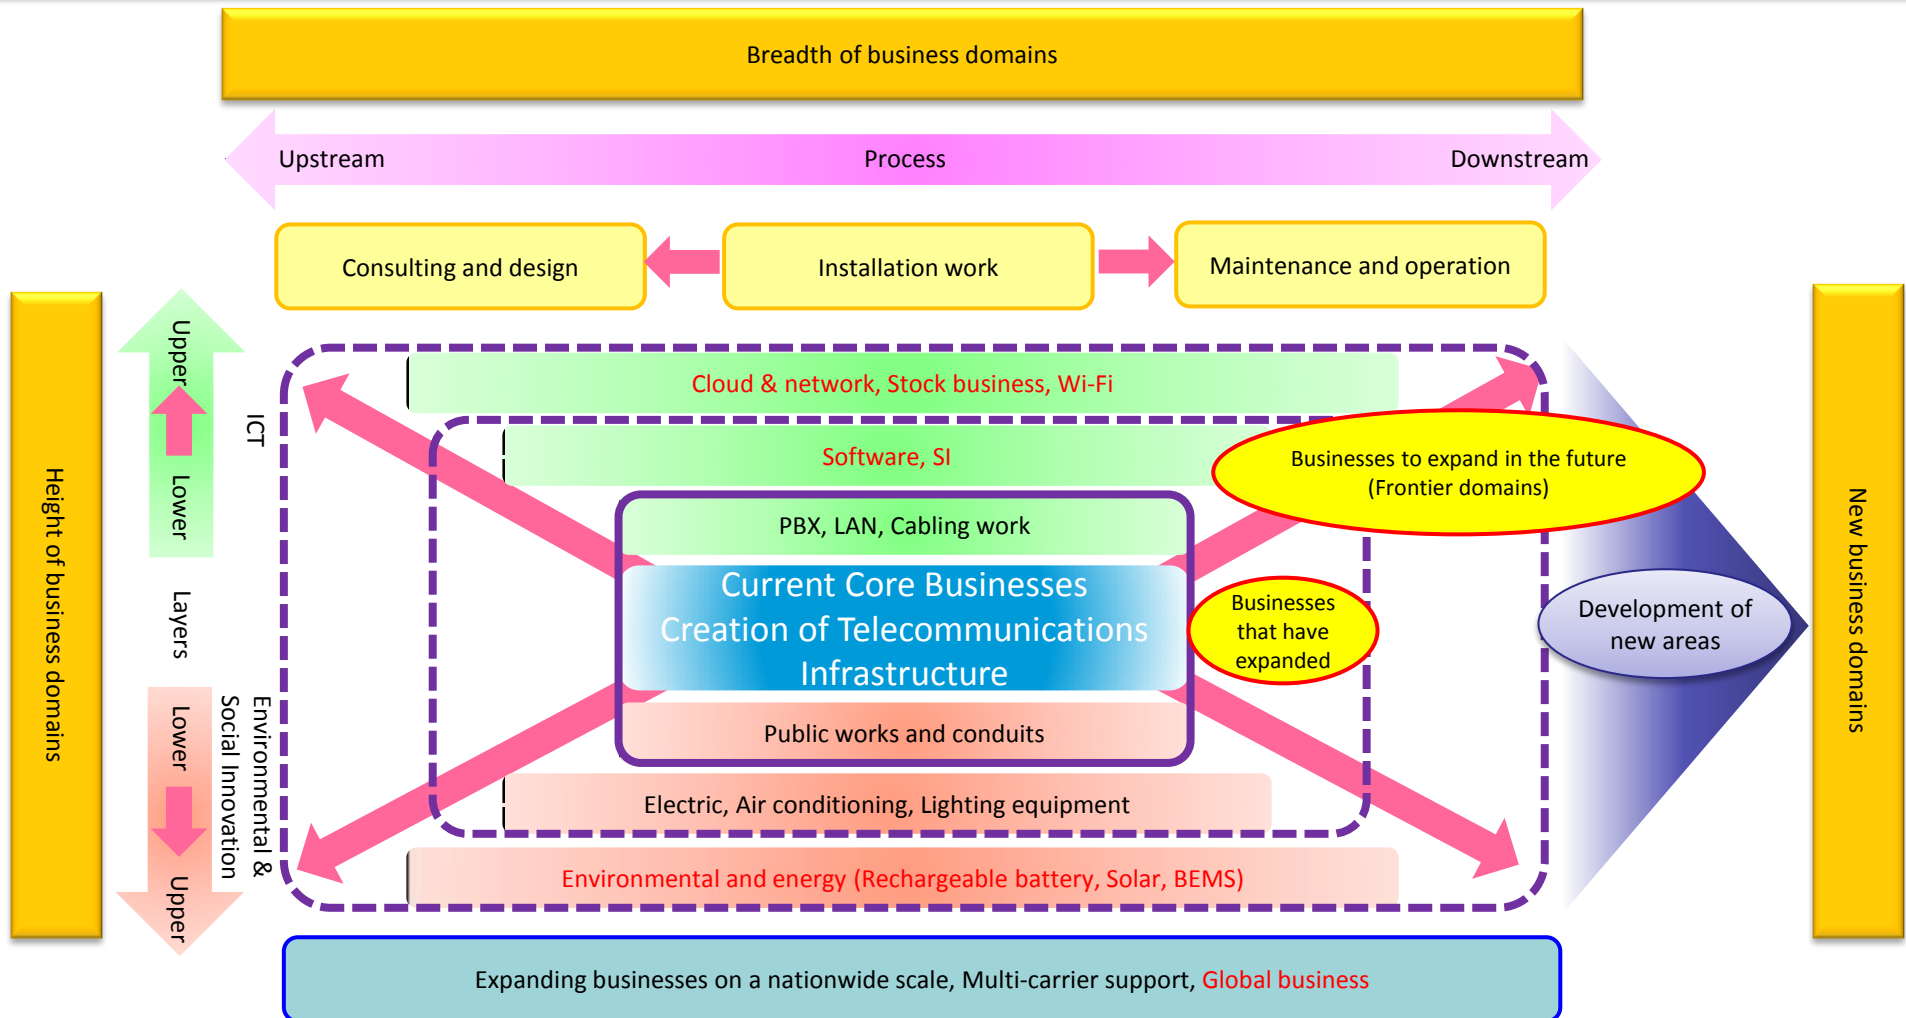 Breadth of business domains
Upstream
Process
Downstream
Consulting and design
Installation work
Maintenance and operation
Height of business domains
Upper
Lower
ICT
Layers
Lower
Upper
Environmental &
Social Innovation
Cloud & network, Stock business, Wi-Fi
Software, SI
PBX, LAN, Cabling work
Current Core Businesses
Creation of Telecommunications
Infrastructure
Public works and conduits
Electric, Air conditioning, Lighting equipment
Environmental and energy (Rechargeable battery, Solar, BEMS)
Businesses to expand in the future
(Frontier domains)
Businesses
that have
expanded
Development of
new areas
New business domains
Expanding businesses on a nationwide scale, Multi-carrier support, Global business